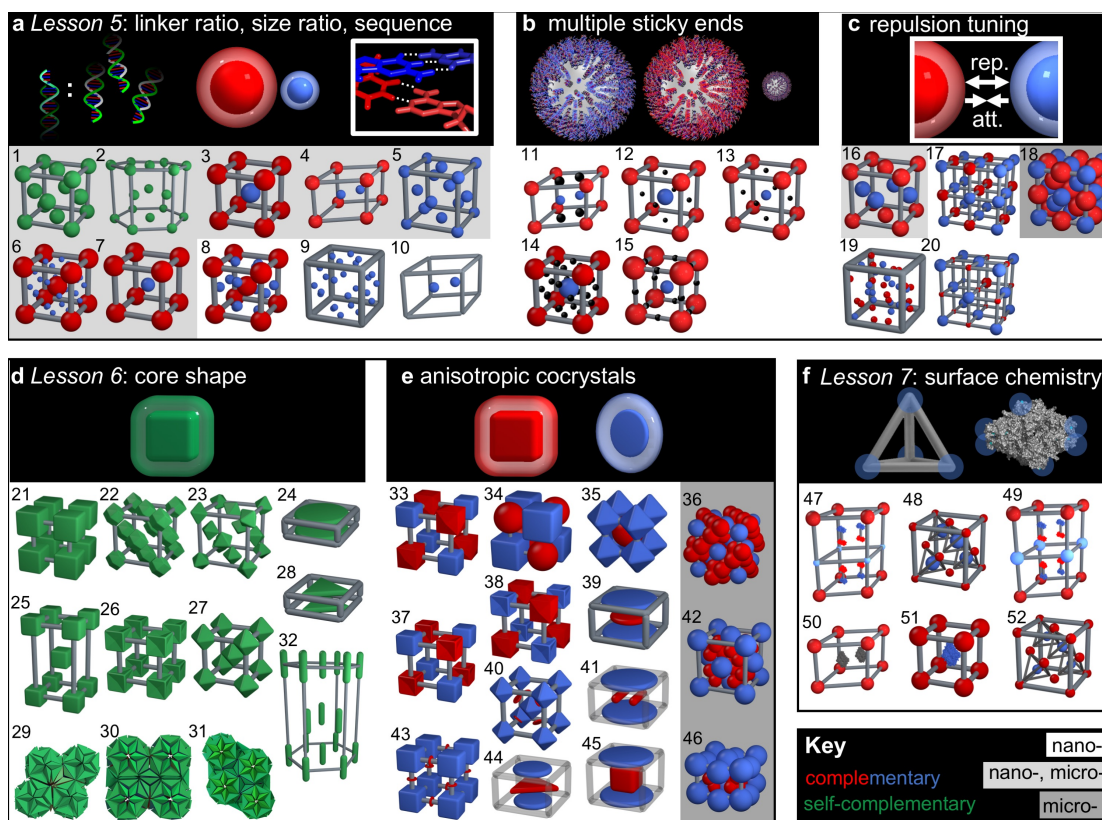 a Lesson 5: linker ratio, size ratio, sequence
:
b multiple sticky ends
c repulsion tuning
rep.
att.
1 2 3 4 5
6 7 8 9 10
11 12 13
14 15
16 17 18
19 20
d Lesson 6: core shape
e anisotropic cocrystals
f Lesson 7: surface chemistry
21 22 23 24
28
25 26 27
32
29 30 31
33 34 35 36
38 39
37 42
40 41
43 44 45 46
47 48 49
50 51 52
Key
nano-
complementary
nano-, micro-
self-complementary
micro-